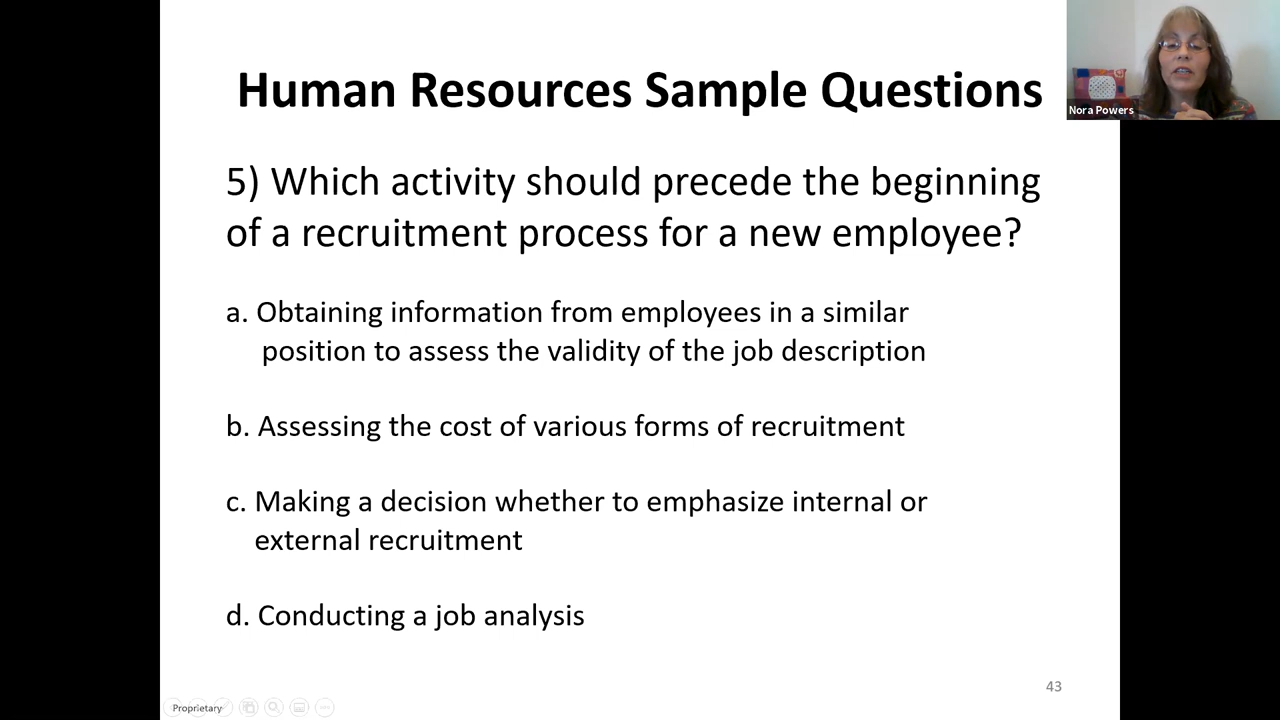 Human Resources Sample Questions
Nora Powers
5) Which activity should precede the beginning
of a recruitment process for a new employee?
a. Obtaining information from employees in a similar
position to assess the validity of the job description
b. Assessing the cost of various forms of recruitment
c. Making a decision whether to emphasize internal or
external recruitment
d. Conducting a job analysis
43
Proprietary